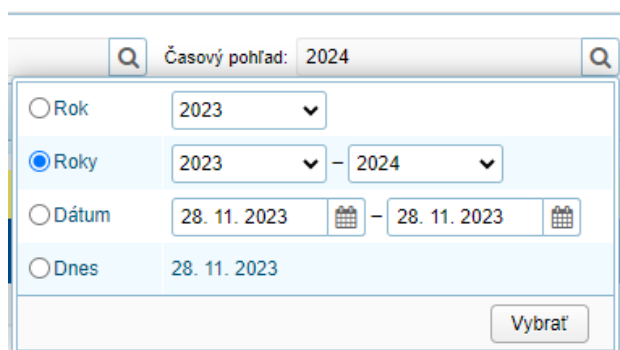 Časový pohľad: 2024
Rok 2023
Roky 2023 – 2024
Dátum 28. 11. 2023 – 28. 11. 2023
Dnes 28. 11. 2023
Vybrať